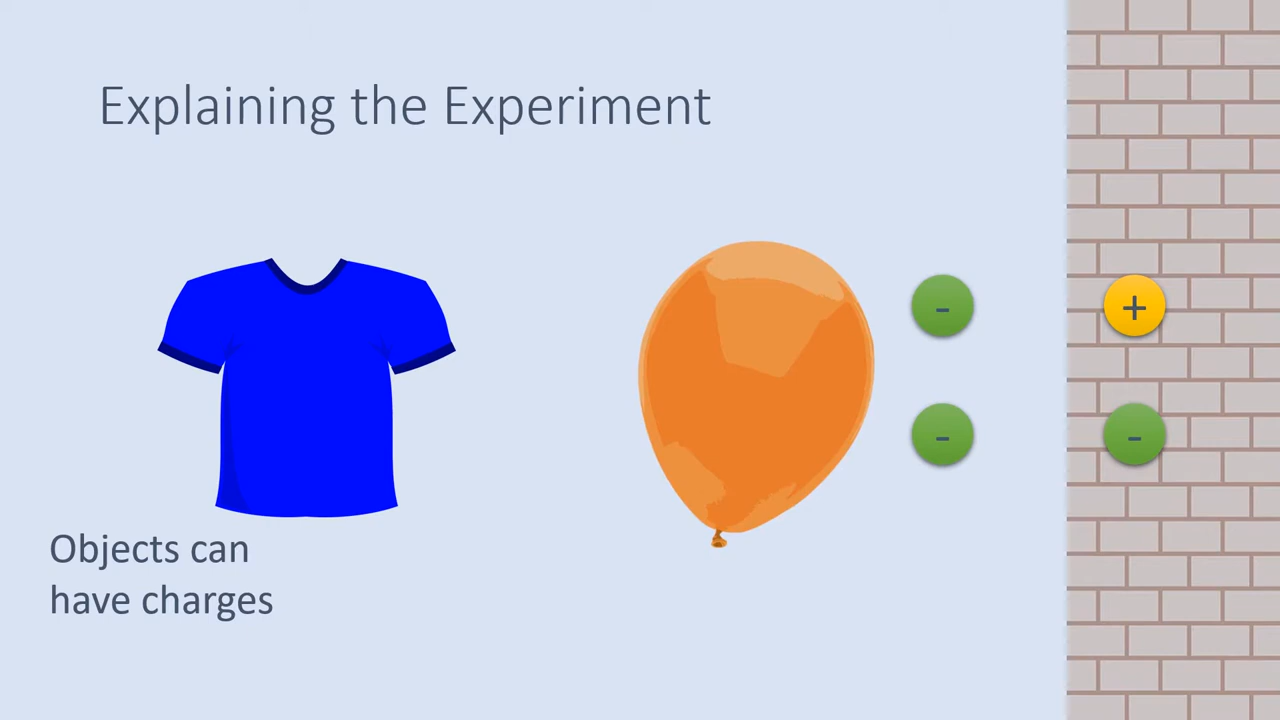 Explaining the Experiment
- +
- -
Objects can
have charges